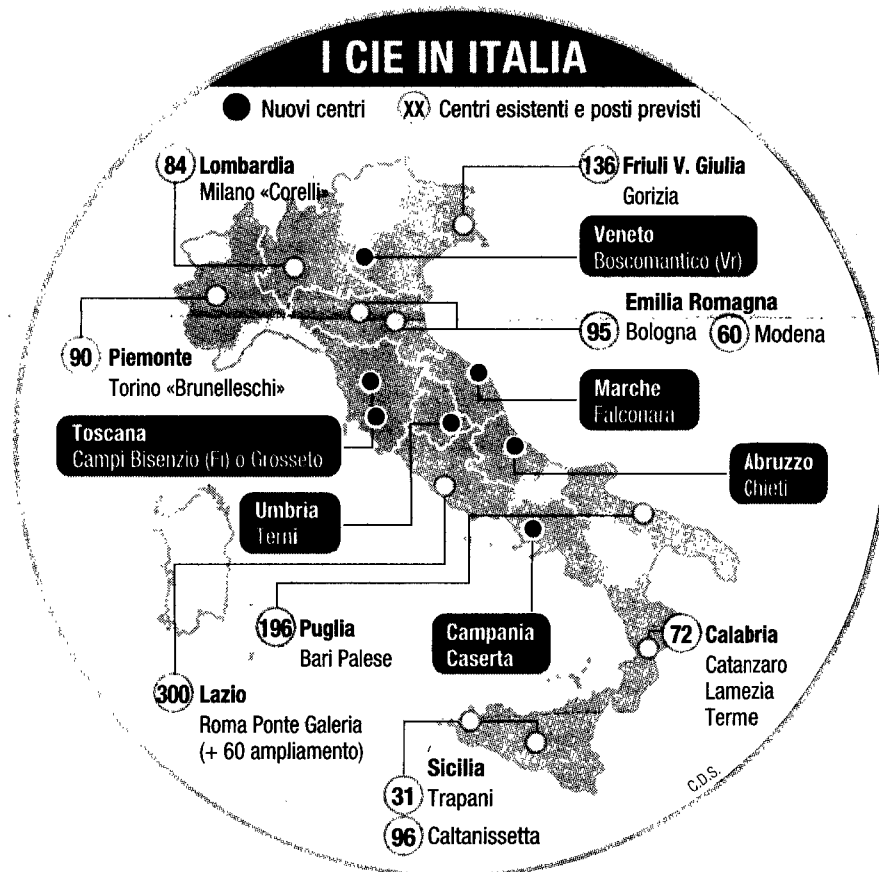 I CIE IN ITALIA
Nuovi centri
XX Centri esistenti e posti previsti
84 Lombardia
Milano «Corelli»
136 Friuli V. Giulia
Gorizia
Veneto
Boscomantico (Vr)
Emilia Romagna
95 Bologna 60 Modena
90 Piemonte
Torino «Brunelleschi»
Marche
Falconara
Toscana
Campi Bisenzio (Fi) o Grosseto
Abruzzo
Chieti
Umbria
Terni
196 Puglia
Bari Palese
Campania
Caserta
72 Calabria
Catanzaro
Lamezia
Terme
300 Lazio
Roma Ponte Galeria
(+ 60 ampliamento)
Sicilia
31 Trapani
96 Caltanissetta
C.D.S.